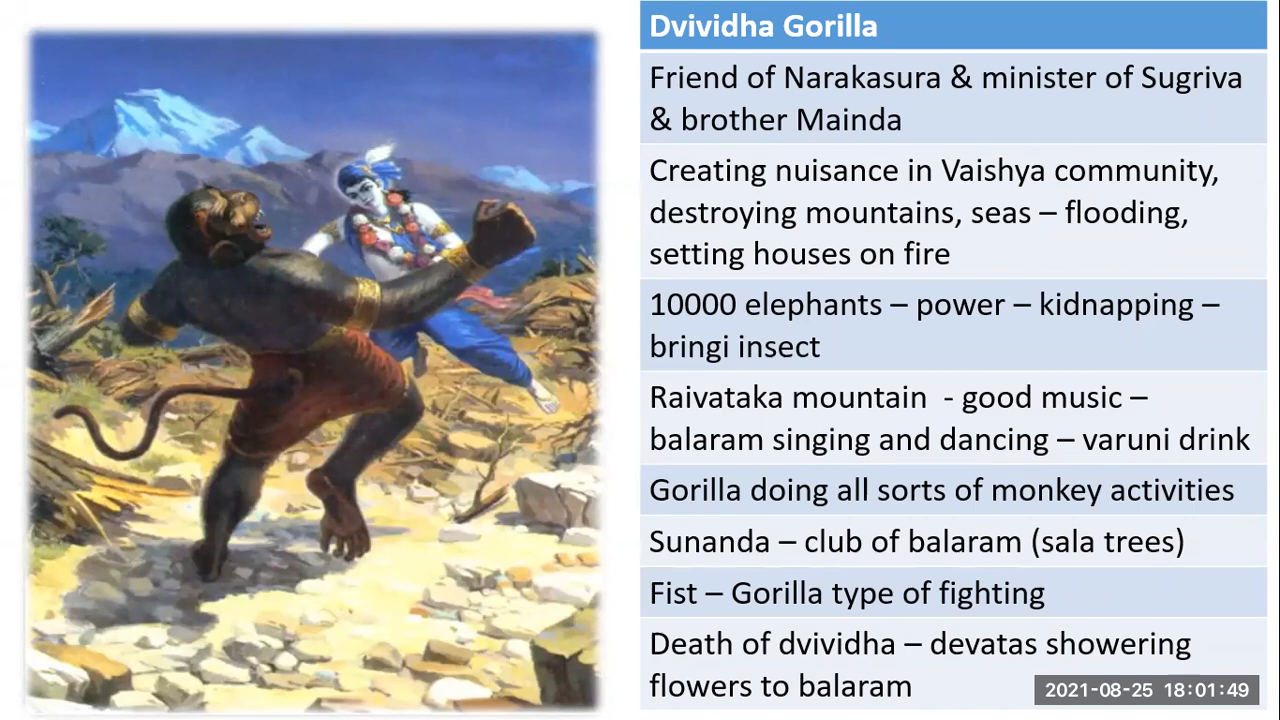 Dvividha Gorilla
Friend of Narakasura & minister of Sugriva
& brother Mainda
Creating nuisance in Vaishya community,
destroying mountains, seas – flooding,
setting houses on fire
10000 elephants – power – kidnapping –
bringi insect
Raivataka mountain  - good music –
balaram singing and dancing – varuni drink
Gorilla doing all sorts of monkey activities
Sunanda – club of balaram (sala trees)
Fist – Gorilla type of fighting
Death of dvividha – devatas showering
flowers to balaram
2021-08-25 18:01:49